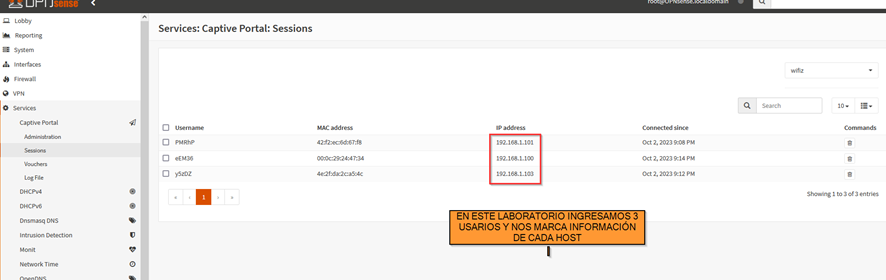 OPNsense
root@OPNsense.localdomain
Search
Lobby
Reporting
System
Interfaces
Firewall
VPN
Services
Captive Portal
Administration
Sessions
Vouchers
Log File
DHCPv4
DHCPv6
Dnsmasq DNS
Intrusion Detection
Monit
Network Time
OpenDNS
Services: Captive Portal: Sessions
wifiz
Search
10
Username MAC address IP address Connected since Commands
PMRhP 42:f2:ec:6d:67:f8 192.168.1.101 Oct 2, 2023 9:08 PM
eEM36 00:0c:29:24:47:34 192.168.1.100 Oct 2, 2023 9:14 PM
y5zDZ 4e:2f:da:2c:a5:4c 192.168.1.103 Oct 2, 2023 9:12 PM
« ‹ 1 › »
Showing 1 to 3 of 3 entries
EN ESTE LABORATORIO INGRESAMOS 3
USARIOS Y NOS MARCA INFORMACIÓN
DE CADA HOST